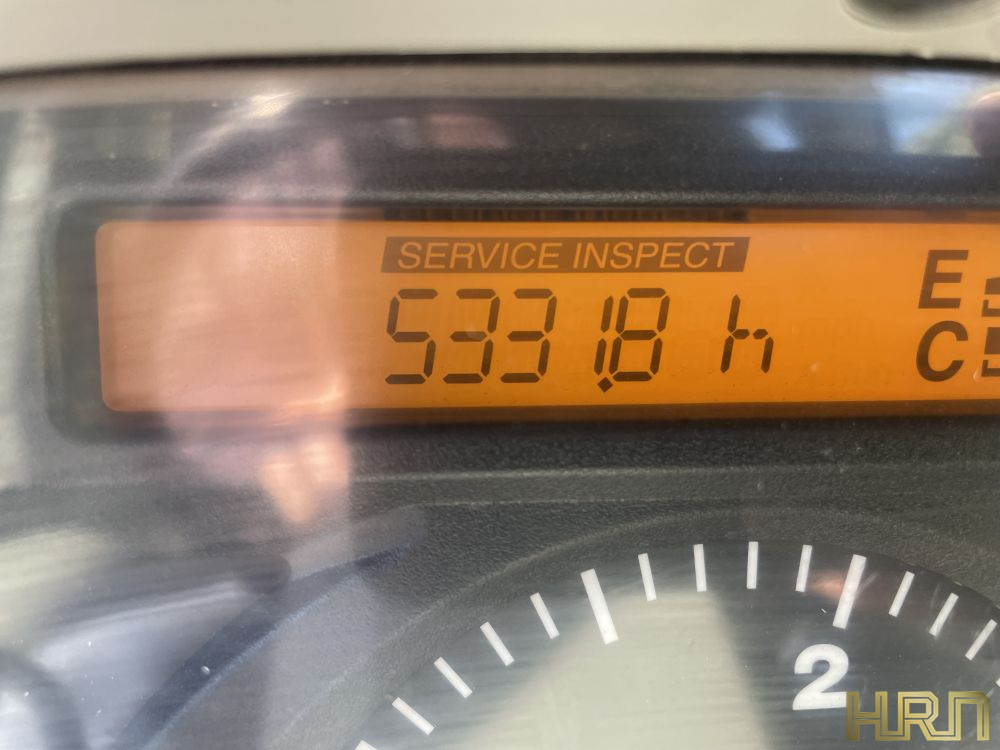 SERVICE INSPECT
5331.8 h
E
C
2
HRN